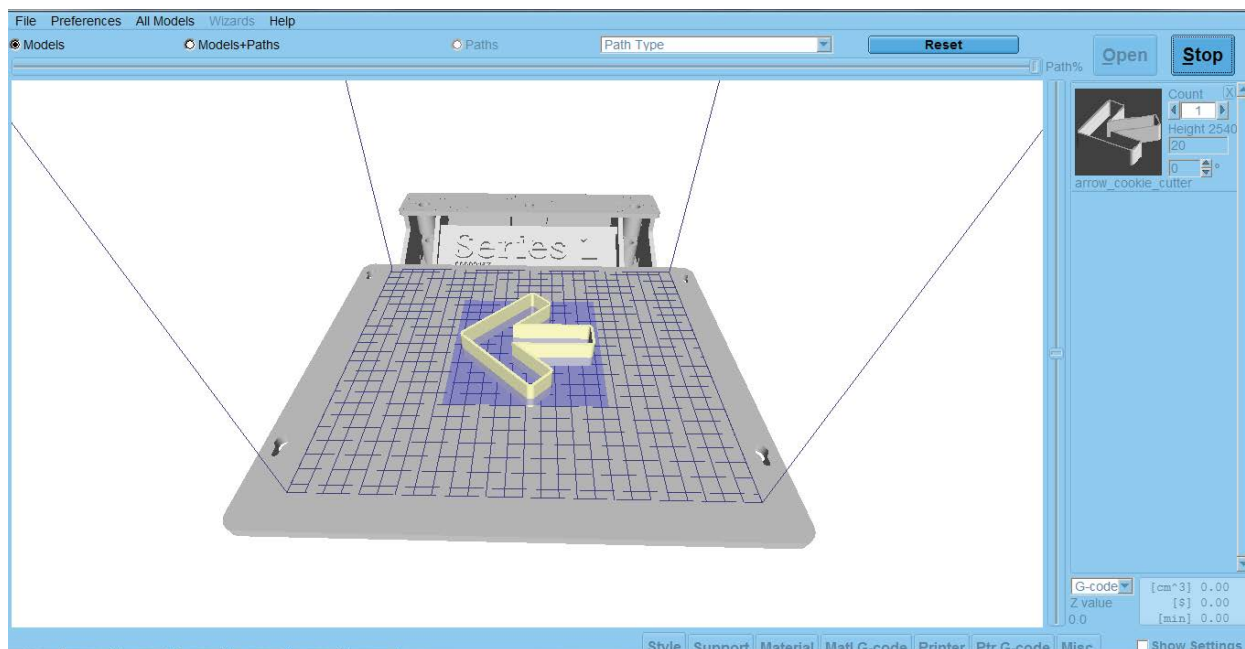 File Preferences All Models Wizards Help
Models Models+Paths Paths Path Type Reset
Open Stop
Path%
Count X
1
Height 2540
20
0 °
arrow_cookie_cutter
Series 1
G-code [cm^3] 0.00
Z value [$] 0.00
0.0 [min] 0.00
Style Support Material Matl G-code Printer Ptr G-code Misc Show Settings